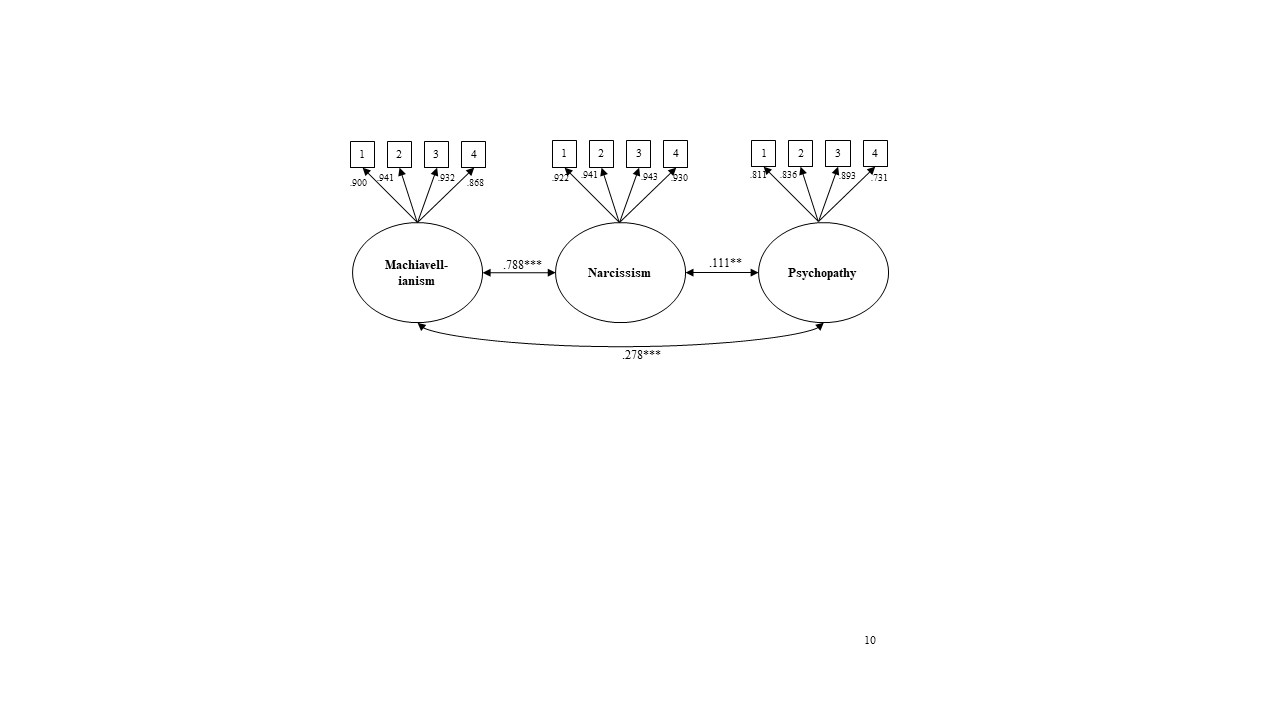 1 2 3 4 1 2 3 4 1 2 3 4
.900 .941 .932 .868 .922 .941 .943 .930 .811 .836 .893 .731
Machiavell-
ianism
.788***
Narcissism
.111**
Psychopathy
.278***
10